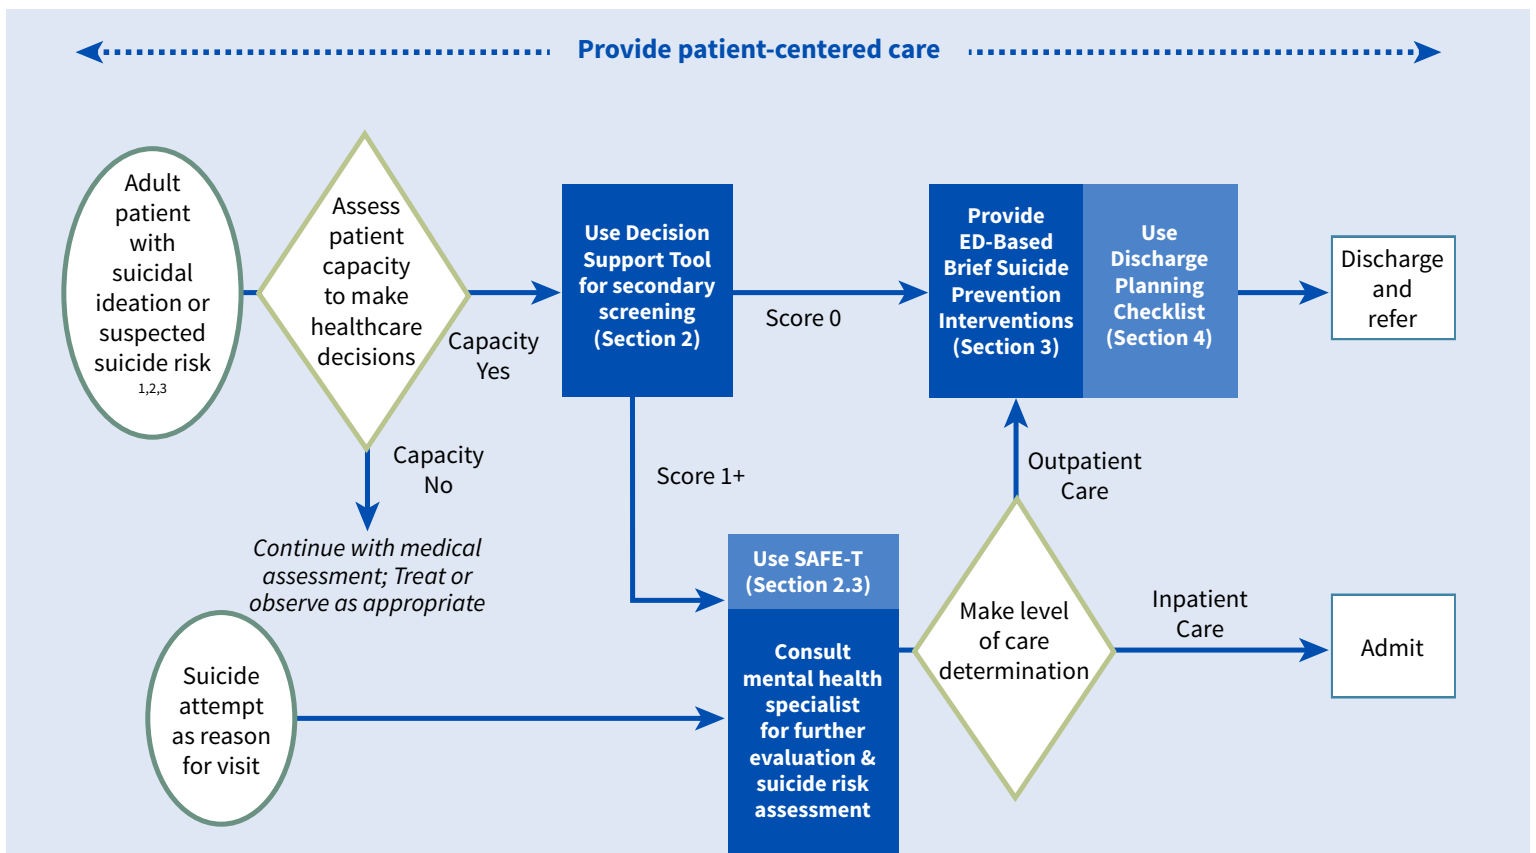 Provide patient-centered care
Adult
patient
with
suicidal
ideation or
suspected
suicide risk
1,2,3
Assess
patient
capacity
to make
healthcare
decisions
Capacity
Yes
Capacity
No
Continue with medical
assessment; Treat or
observe as appropriate
Use Decision
Support Tool
for secondary
screening
(Section 2)
Score 0
Score 1+
Provide
ED-Based
Brief Suicide
Prevention
Interventions
(Section 3)
Use
Discharge
Planning
Checklist
(Section 4)
Discharge
and
refer
Suicide
attempt
as reason
for visit
Use SAFE-T
(Section 2.3)
Consult
mental health
specialist
for further
evaluation &
suicide risk
assessment
Make level
of care
determination
Outpatient
Care
Inpatient
Care
Admit